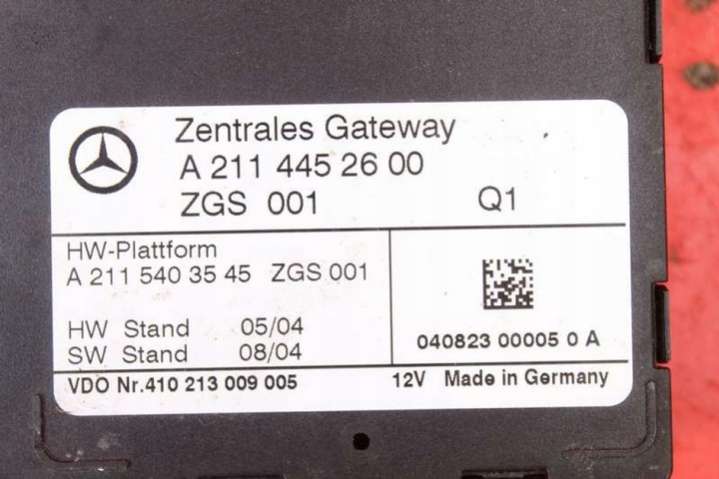 Zentrales Gateway
A 211 445 26 00
ZGS 001 Q1
HW-Plattform
A 211 540 35 45 ZGS 001
HW Stand 05/04
SW Stand 08/04
040823 00005 0 A
VDO Nr.410 213 009 005 12V Made in Germany